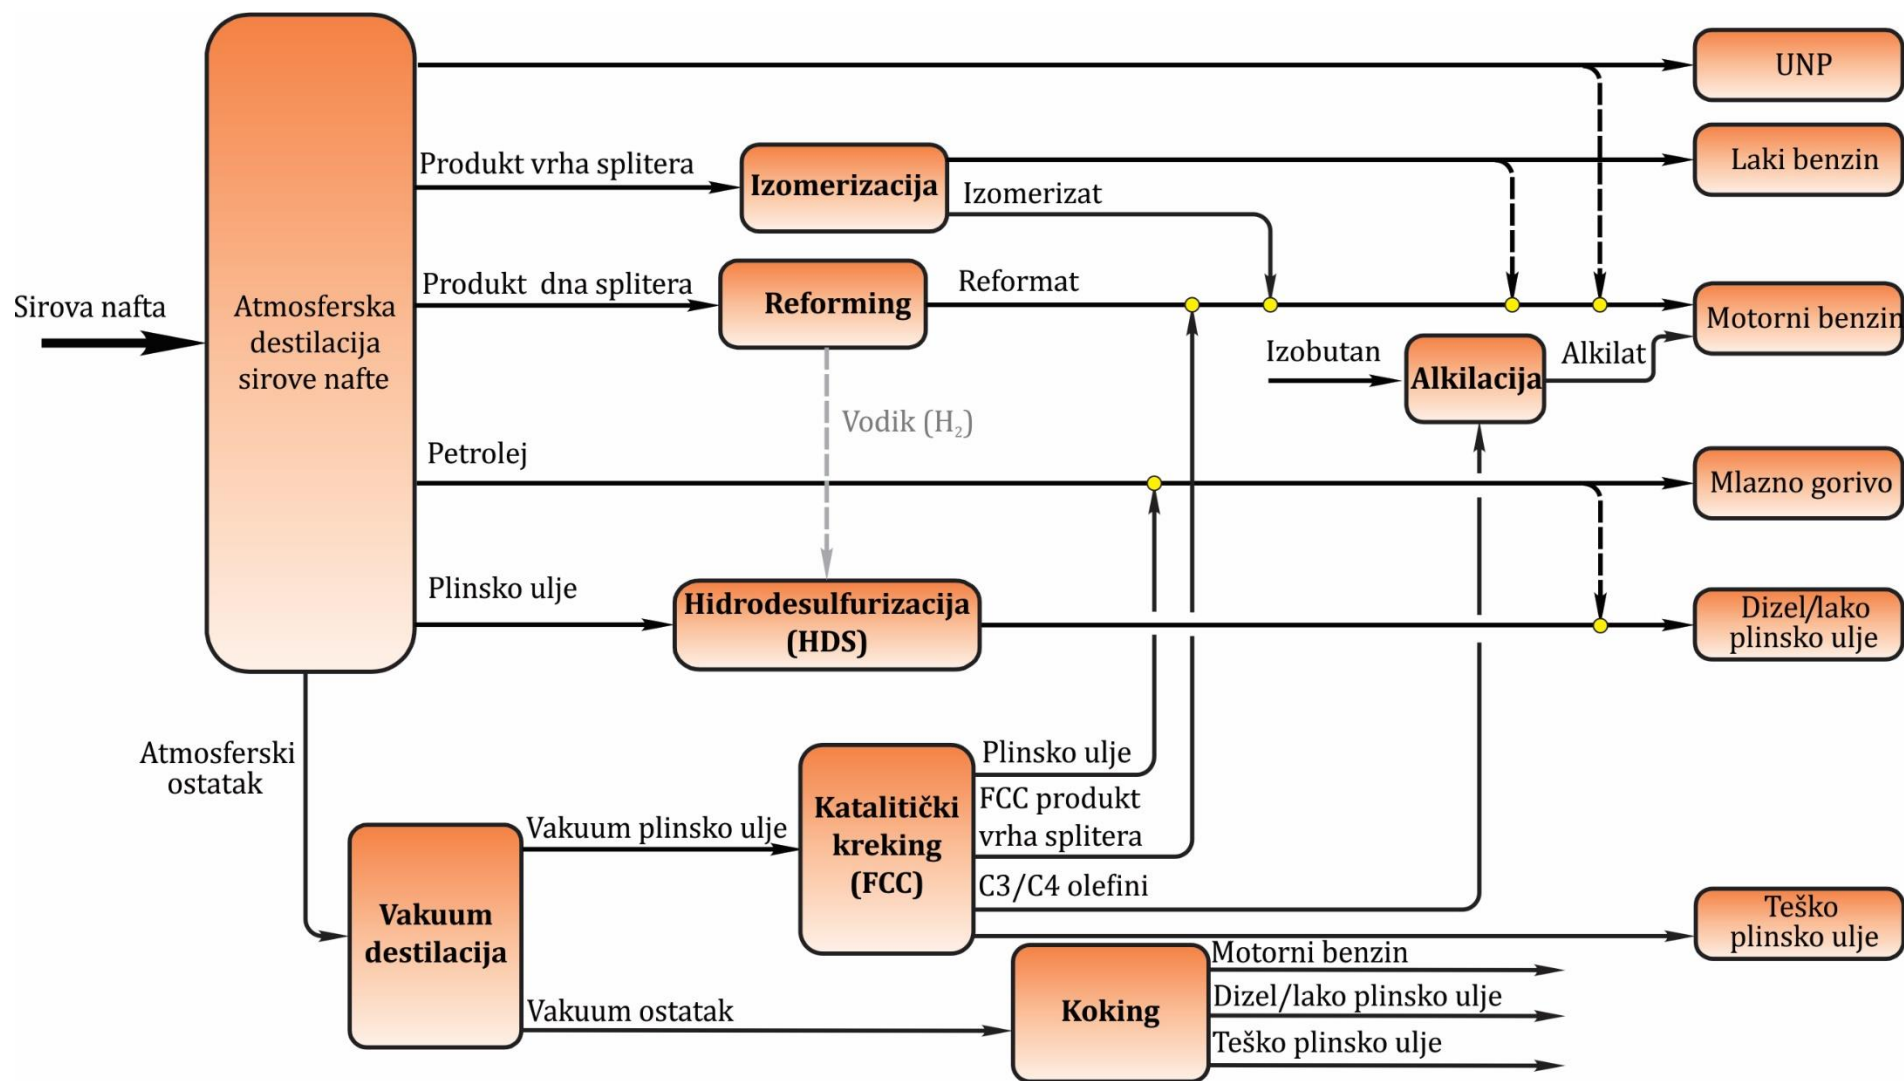 UNP
Laki benzin
Produkt vrha splitera
Izomerizacija
Izomerizat
Produkt dna splitera
Reforming
Reformat
Sirova nafta
Atmosferska
destilacija
sirove nafte
Motorni benzin
Izobutan
Alkilacija
Alkilat
Vodik (H₂)
Petrolej
Mlazno gorivo
Plinsko ulje
Hidrodesulfurizacija
(HDS)
Dizel/lako
plinsko ulje
Atmosferski
ostatak
Plinsko ulje
FCC produkt
vrha splitera
C3/C4 olefini
Katalitički
kreking
(FCC)
Vakuum plinsko ulje
Vakuum
destilacija
Teško
plinsko ulje
Vakuum ostatak
Koking
Motorni benzin
Dizel/lako plinsko ulje
Teško plinsko ulje